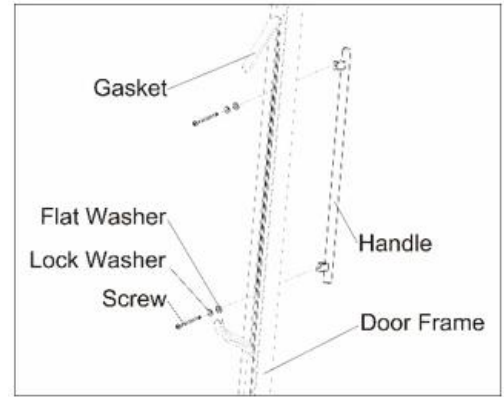 Gasket
Flat Washer
Lock Washer
Screw
Handle
Door Frame